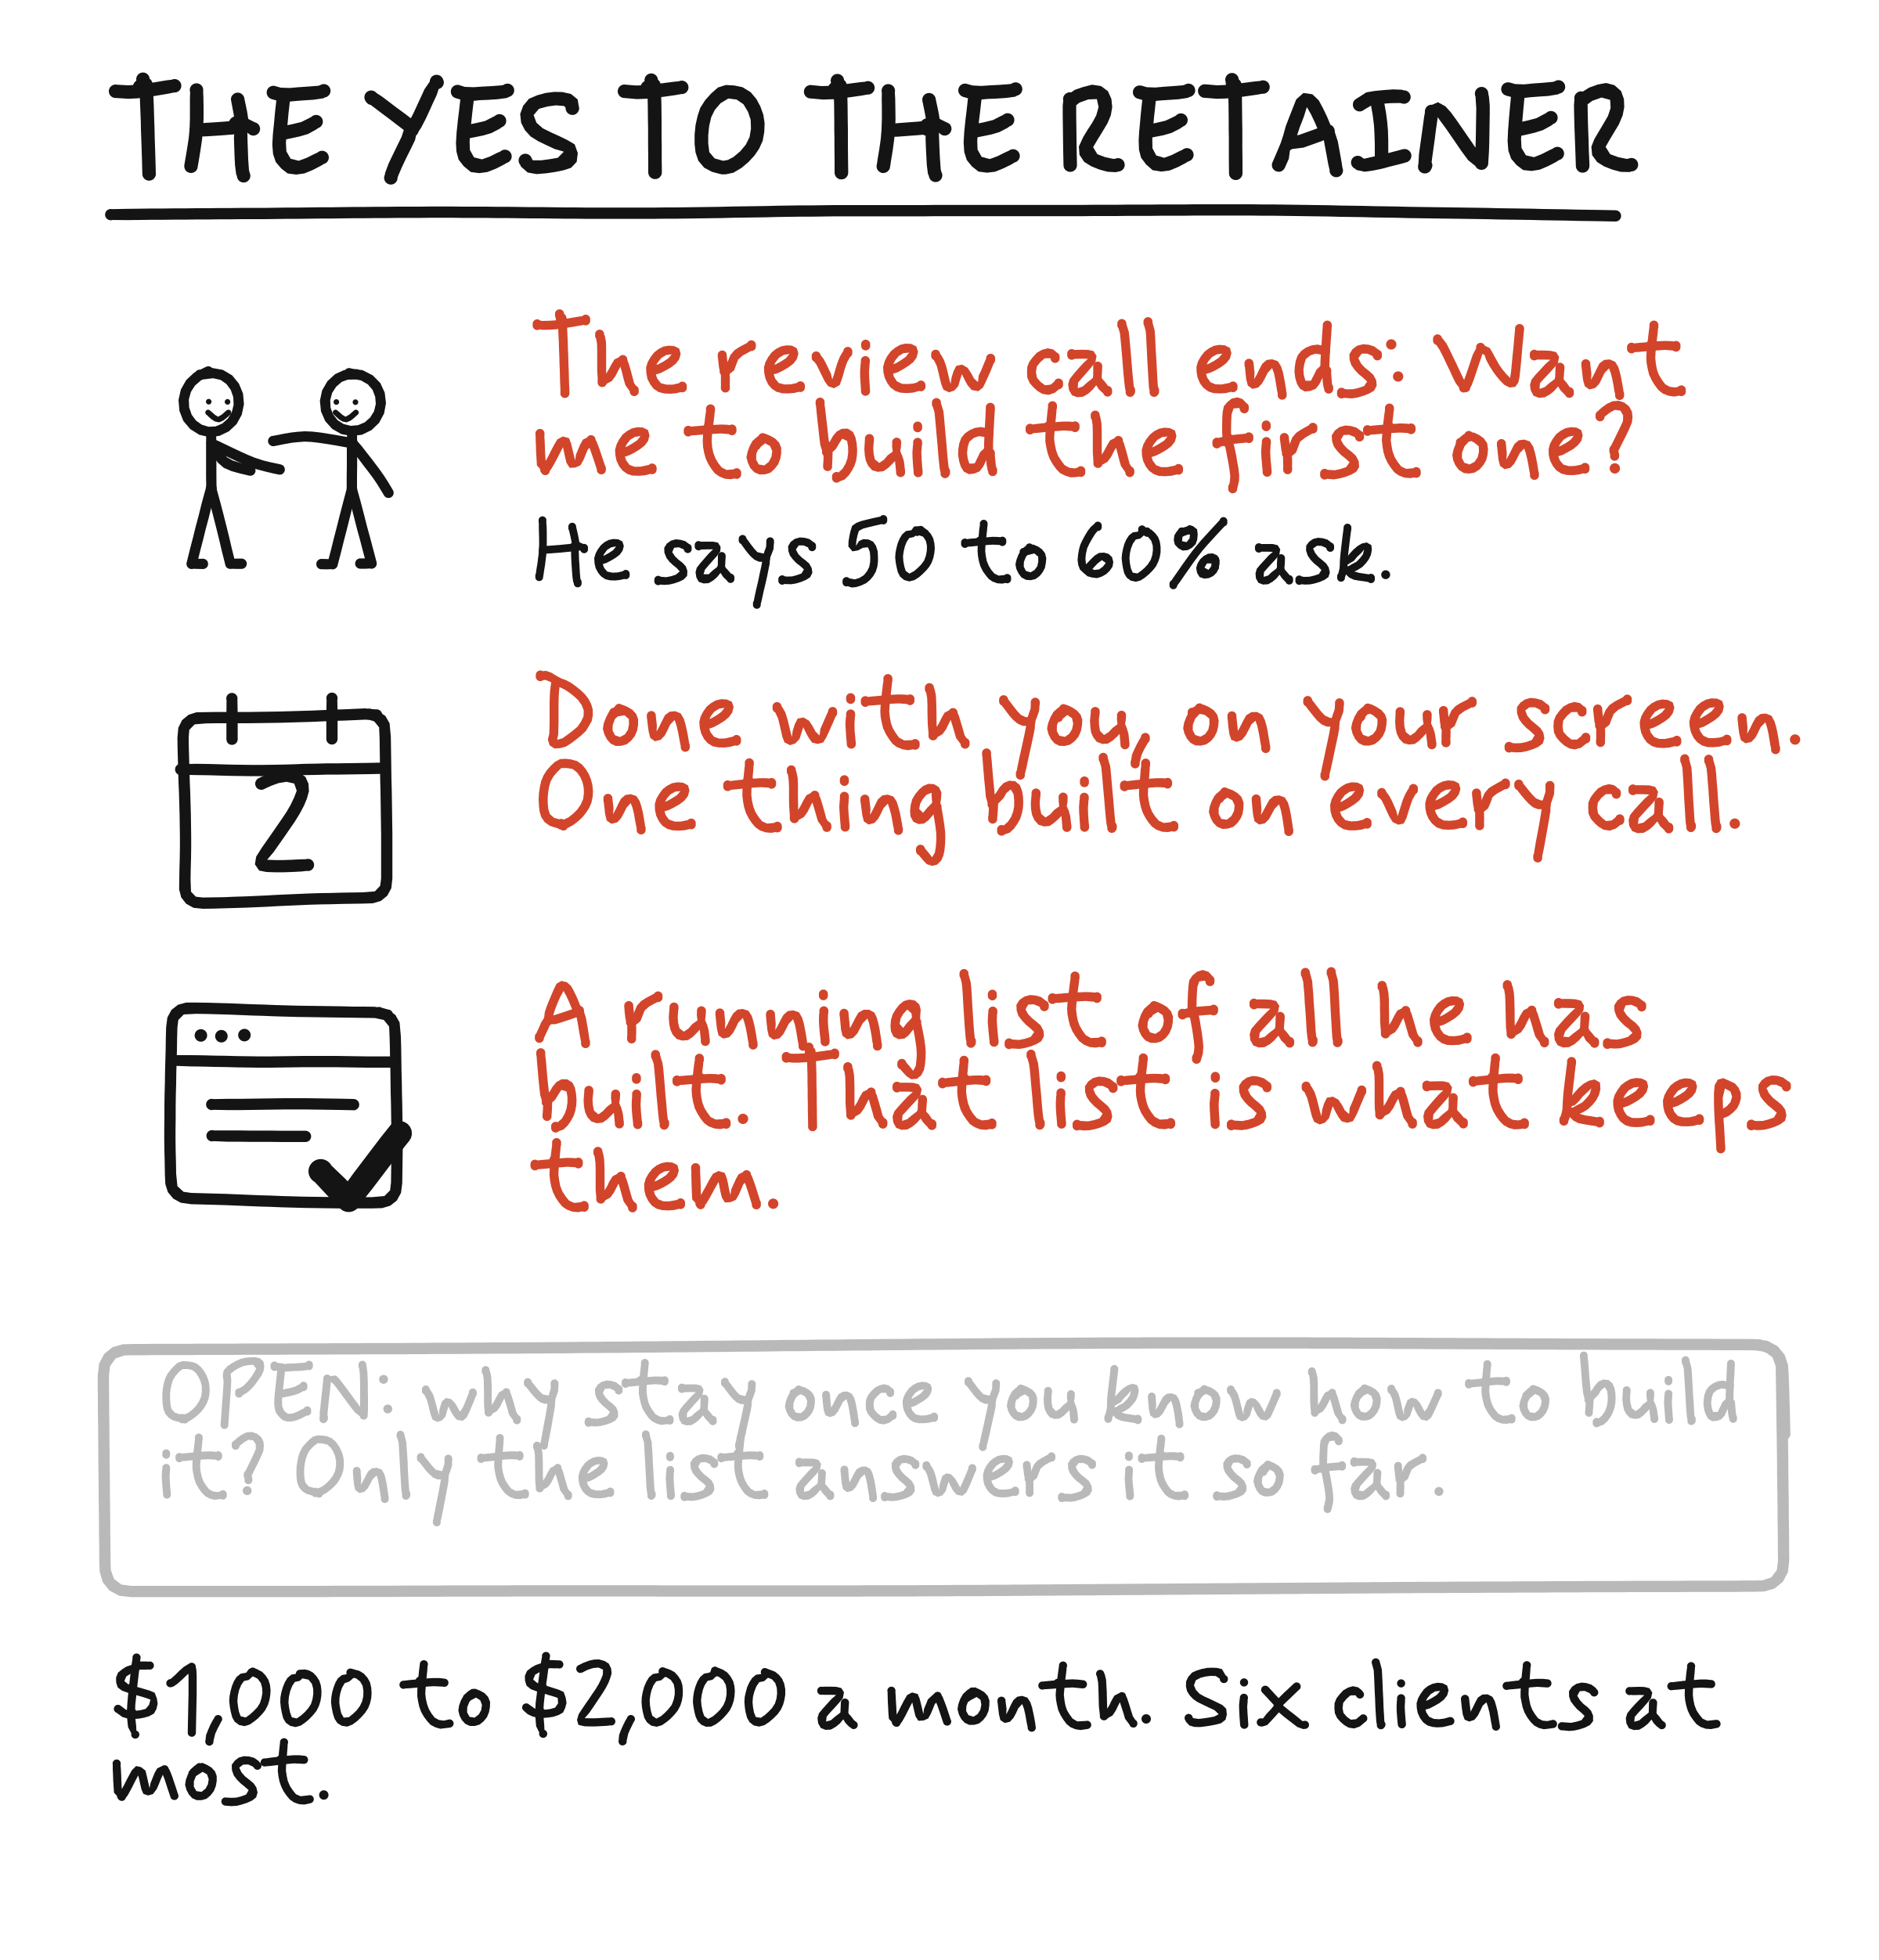 THE YES TO THE RETAINER
The review call ends: Want
me to build the first one?
He says 50 to 60% ask.
Done with you, on your screen.
One thing built on every call.
2
A running list of all he has
built. That list is what keeps
them.
OPEN: why stay once you know how to build
it? Only the list answers it so far.
$1,000 to $2,000 a month. Six clients at
most.